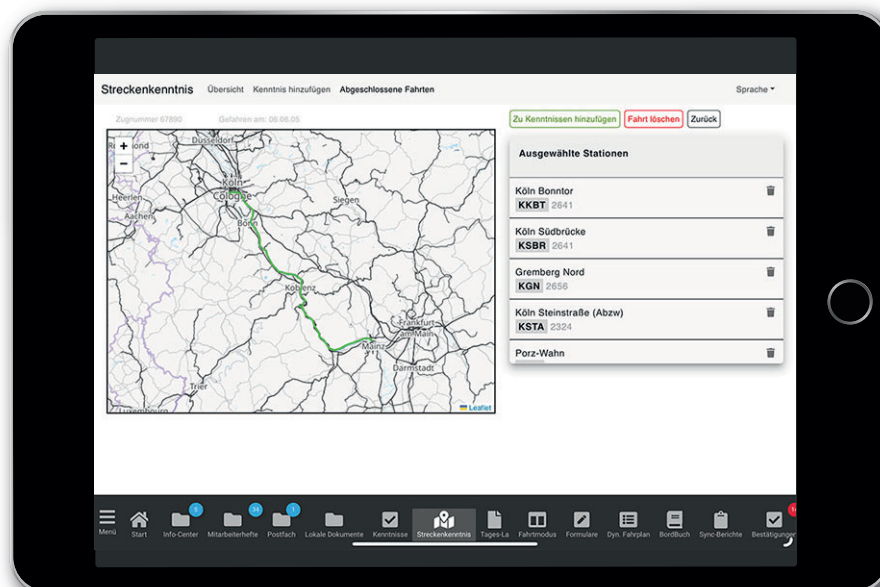 Streckenkenntnis Übersicht Kenntnis hinzufügen Abgeschlossene Fahrten Sprache
Zugnummer 67890 Gefahren am: 06.06.05
Zu Kenntnissen hinzufügen Fahrt löschen Zurück
+
−
Düsseldorf
Köln
Cologne
Heerlen
Aachen
Siegen
Bonn
Koblenz
Frankfurt
am Main
Mainz
Darmstadt
Trier
Luxembourg
Leaflet
Ausgewählte Stationen
Köln Bonntor
KKBT 2641
Köln Südbrücke
KSBR 2641
Gremberg Nord
KGN 2656
Köln Steinstraße (Abzw)
KSTA 2324
Porz-Wahn
6 34 1
Menü Start Info-Center Mitarbeiterhefte Postfach Lokale Dokumente Kenntnisse Streckenkenntnis Tages-La Fahrtmodus Formulare Dyn. Fahrplan BordBuch Sync-Berichte Bestätigungen